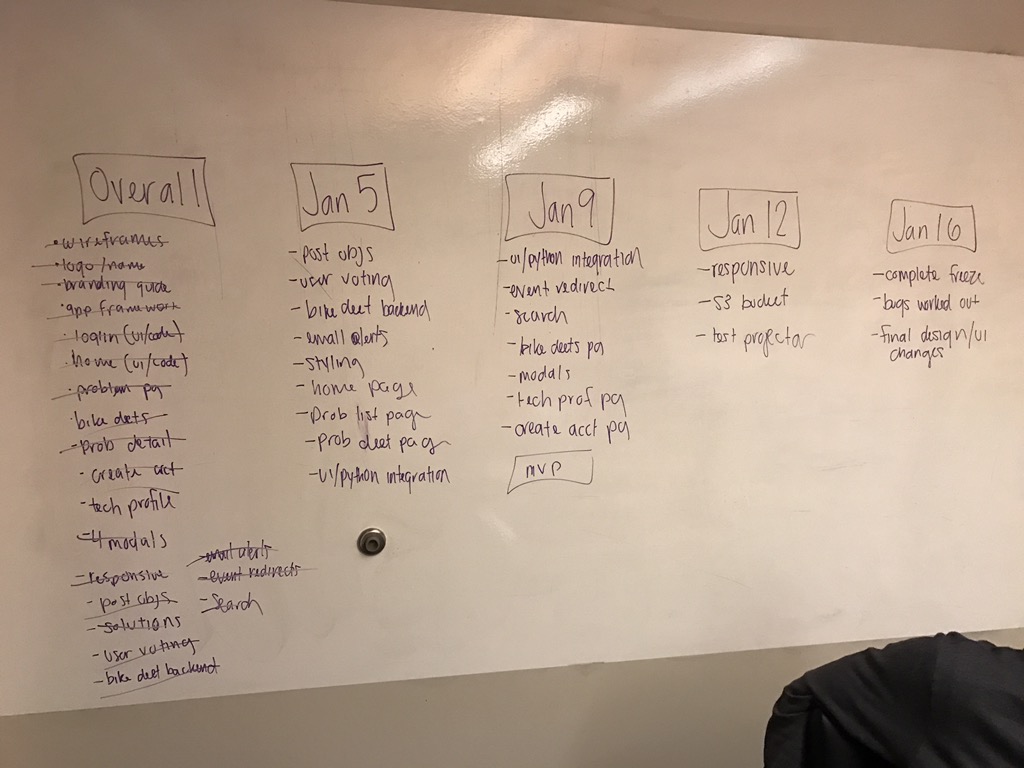 Overall
• wireframes
• logo/name
- branding guide
• app framework
• login (ui/code)
• home (ui/code)
• problem pg
• bike dets
- prob detail
• create act
- tech profile
- 4 modals
- responsive
- post objs
- solutions
- user voting
- bike deet backend
- email alerts
- event redirects
- search
Jan 5
- post objs
- user voting
- bike deet backend
- email alerts
- styling
- home page
- prob list page
- prob deet page
- UI/python integration
Jan 9
- ui/python integration
- event redirect
- search
- bike deets pg
- modals
- tech prof pg
- create acct pg
MVP
Jan 12
- responsive
- S3 bucket
- test projector
Jan 16
- complete freeze
- bugs worked out
- final design/UI
changes